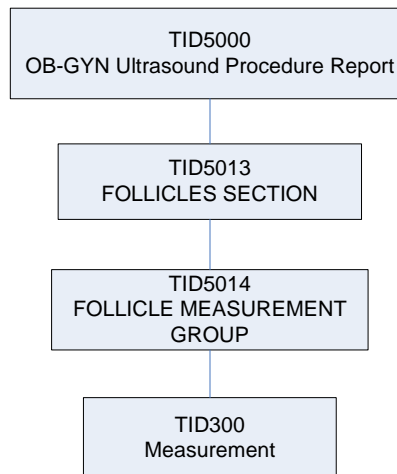 TID5000
OB-GYN Ultrasound Procedure Report
TID5013
FOLLICLES SECTION
TID5014
FOLLICLE MEASUREMENT
GROUP
TID300
Measurement